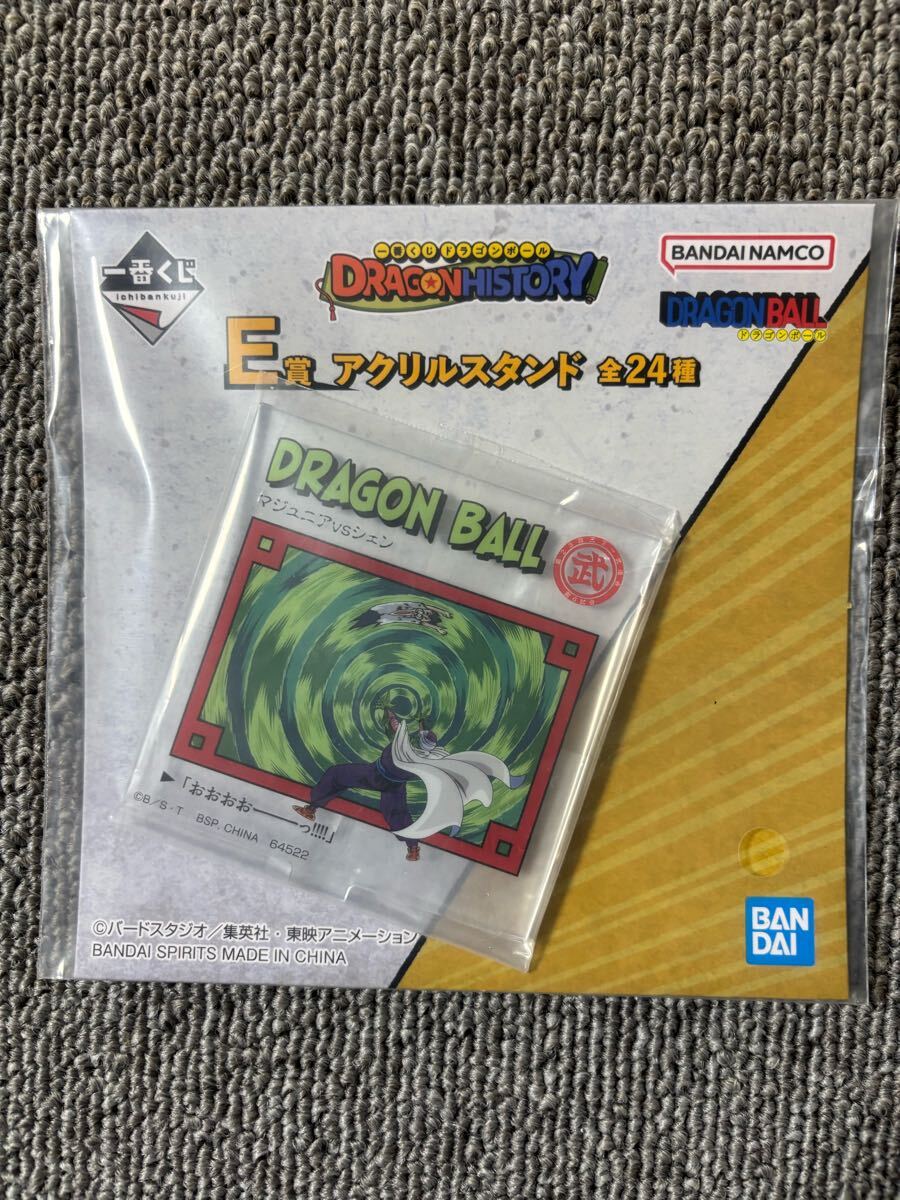 一番くじ
ichibankuji
一番くじ ドラゴンボール
DRAGON HISTORY
BANDAI NAMCO
DRAGON BALL
ドラゴンボール
E賞 アクリルスタンド 全24種
DRAGON BALL
マジュニアVSシェン
武
▶「おおおおーーーっ!!!!」
©B/S・T BSP. CHINA 64522
©バードスタジオ/集英社・東映アニメーション
BANDAI SPIRITS MADE IN CHINA
BAN
DAI